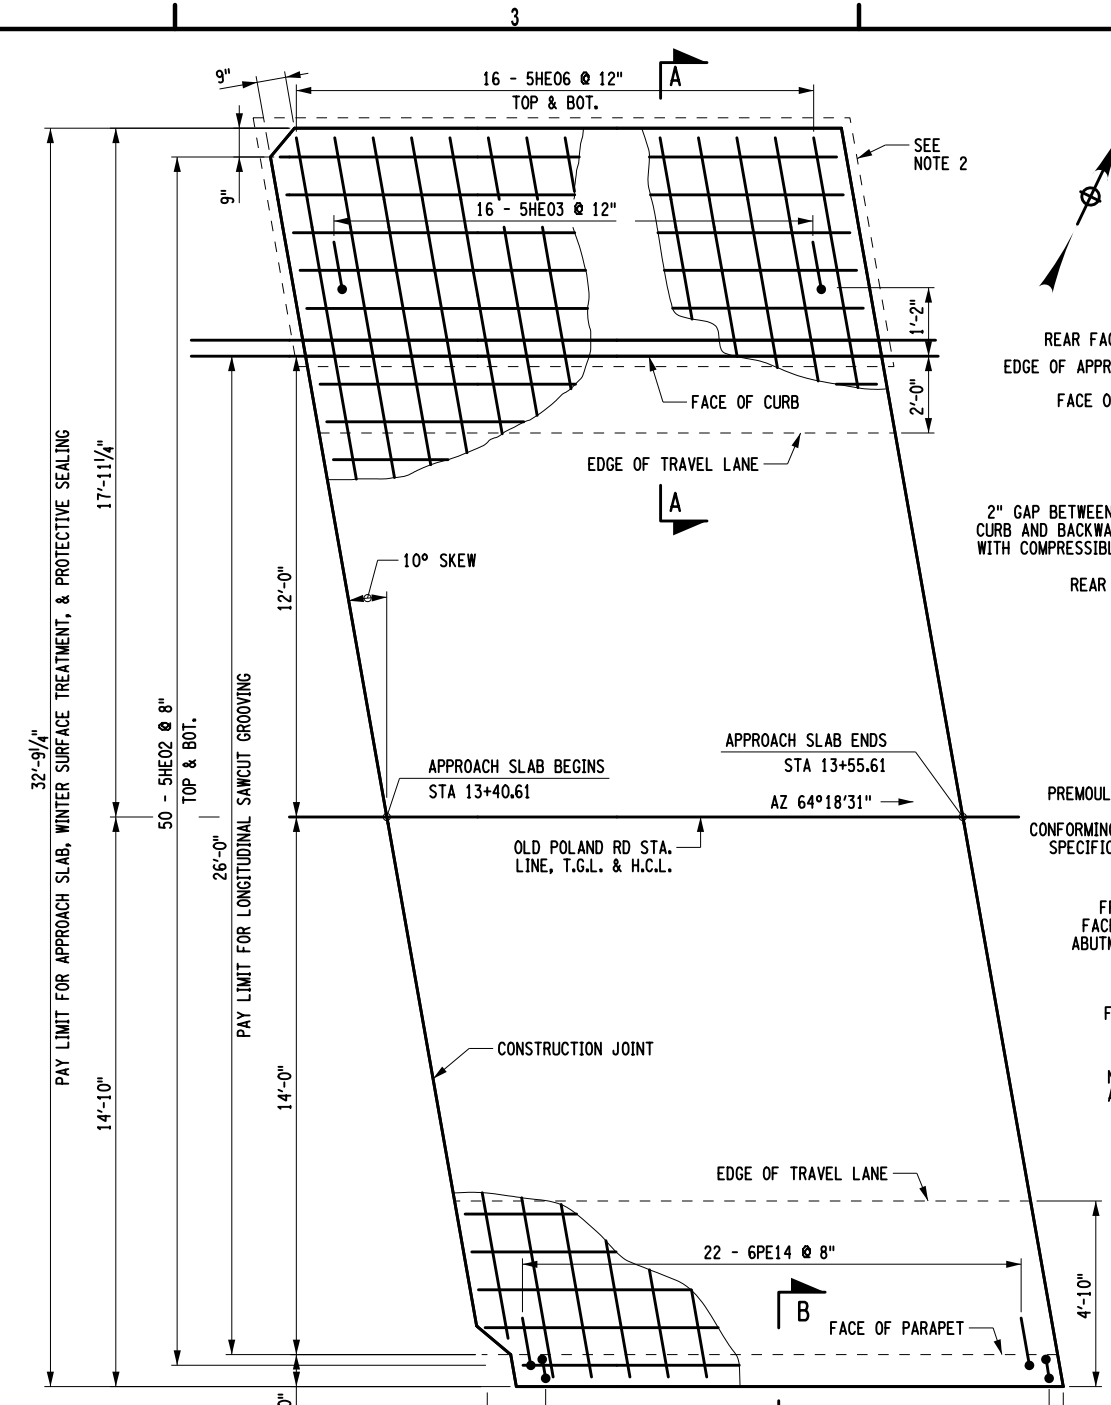 3
9"
16 - 5HE06 @ 12"
TOP & BOT.
A
SEE
NOTE 2
9"
16 - 5HE03 @ 12"
1'-2"
REAR FAC
EDGE OF APPR
FACE O
2'-0"
FACE OF CURB
EDGE OF TRAVEL LANE
A
17'-11¼"
2" GAP BETWEEN
CURB AND BACKWA
WITH COMPRESSIBL
10° SKEW
REAR
12'-0"
32'-9¼"
PAY LIMIT FOR APPROACH SLAB, WINTER SURFACE TREATMENT, & PROTECTIVE SEALING
50 - 5HE02 @ 8"
TOP & BOT.
26'-0"
PAY LIMIT FOR LONGITUDINAL SAWCUT GROOVING
APPROACH SLAB BEGINS
STA 13+40.61
APPROACH SLAB ENDS
STA 13+55.61
AZ 64°18'31"
PREMOUL
CONFORMING
SPECIFIC
OLD POLAND RD STA.
LINE, T.G.L. & H.C.L.
FACE
ABUTM
F
14'-10"
14'-0"
CONSTRUCTION JOINT
EDGE OF TRAVEL LANE
22 - 6PE14 @ 8"
B
FACE OF PARAPET
4'-10"